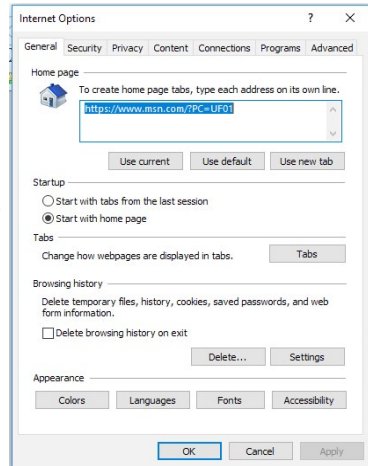 Internet Options ? X
General Security Privacy Content Connections Programs Advanced
Home page
To create home page tabs, type each address on its own line.
https://www.msn.com/?PC=UF01
Use current Use default Use new tab
Startup
Start with tabs from the last session
Start with home page
Tabs
Change how webpages are displayed in tabs. Tabs
Browsing history
Delete temporary files, history, cookies, saved passwords, and web
form information.
Delete browsing history on exit
Delete... Settings
Appearance
Colors Languages Fonts Accessibility
OK Cancel Apply